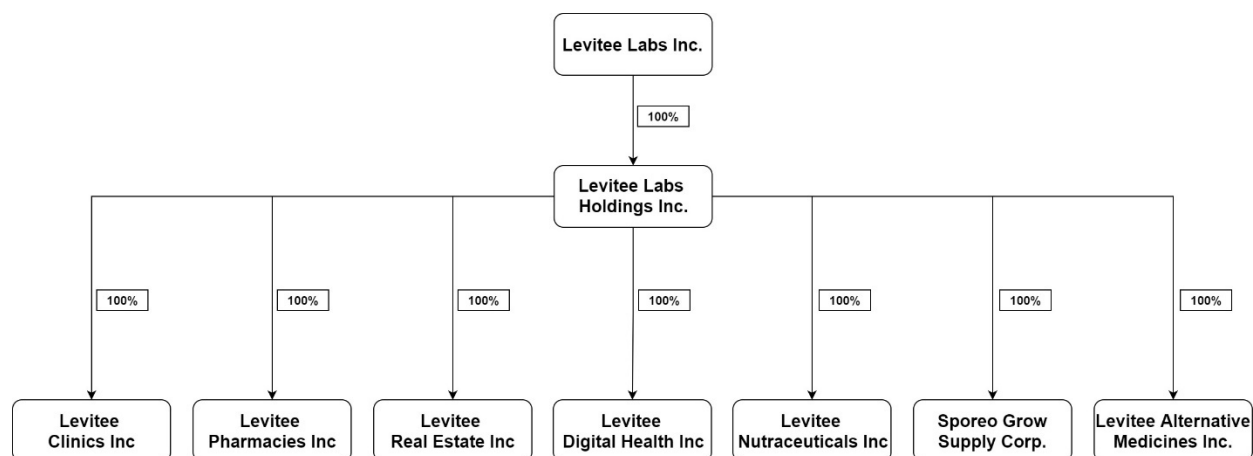 Levitee Labs Inc.
100%
Levitee Labs
Holdings Inc.
100%
100%
100%
100%
100%
100%
100%
Levitee
Clinics Inc
Levitee
Pharmacies Inc
Levitee
Real Estate Inc
Levitee
Digital Health Inc
Levitee
Nutraceuticals Inc
Sporeo Grow
Supply Corp.
Levitee Alternative
Medicines Inc.